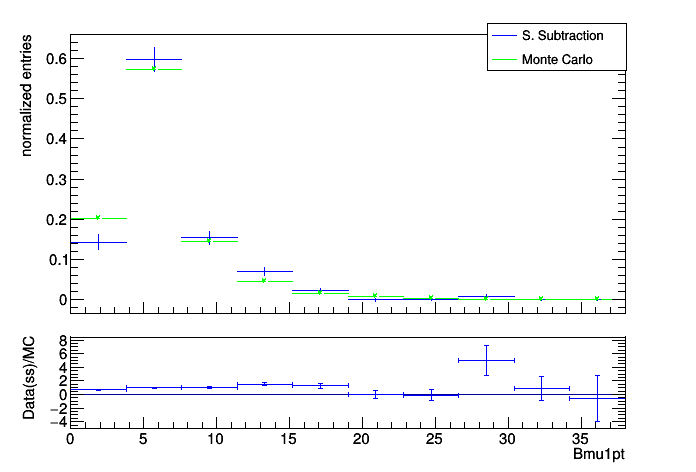 S. Subtraction
Monte Carlo
normalized entries
0.6
0.5
0.4
0.3
0.2
0.1
0
Data(ss)/MC
8
6
4
2
0
−2
−4
0 5 10 15 20 25 30 35
Bmu1pt